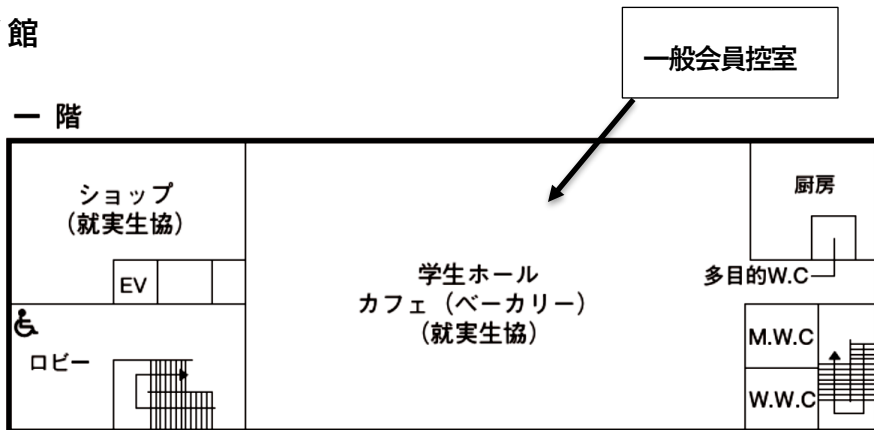 館
一般会員控室
一 階
ショップ
（就実生協）
厨房
学生ホール
カフェ（ベーカリー）
（就実生協）
多目的W.C
EV
ロビー
M.W.C
W.W.C